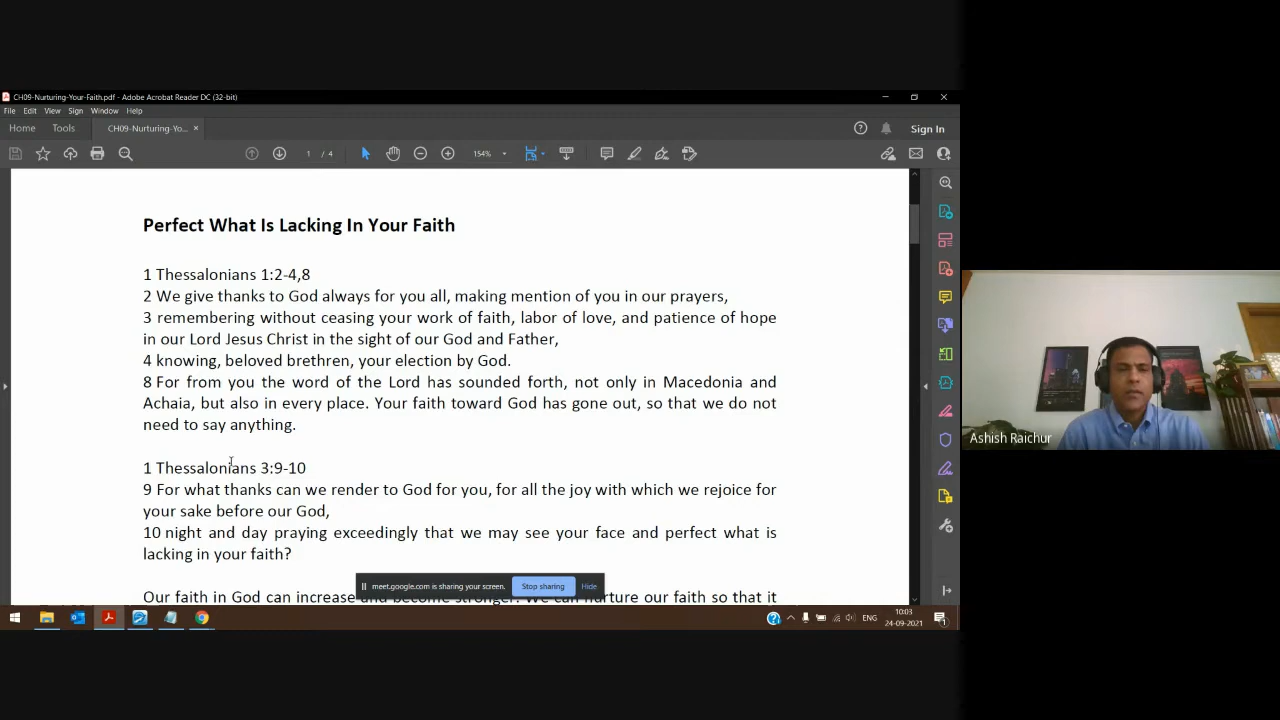 CH09-Nurturing-Your-Faith.pdf - Adobe Acrobat Reader DC (32-bit)
File Edit View Sign Window Help
Home Tools CH09-Nurturing-Yo... × Sign In
1 / 4 154%
Perfect What Is Lacking In Your Faith
1 Thessalonians 1:2-4,8
2 We give thanks to God always for you all, making mention of you in our prayers,
3 remembering without ceasing your work of faith, labor of love, and patience of hope
in our Lord Jesus Christ in the sight of our God and Father,
4 knowing, beloved brethren, your election by God.
8 For from you the word of the Lord has sounded forth, not only in Macedonia and
Achaia, but also in every place. Your faith toward God has gone out, so that we do not
need to say anything.
1 Thessalonians 3:9-10
9 For what thanks can we render to God for you, for all the joy with which we rejoice for
your sake before our God,
10 night and day praying exceedingly that we may see your face and perfect what is
lacking in your faith?
Our faith in God can increase and become stronger. We can nurture our faith so that it
meet.google.com is sharing your screen. Stop sharing Hide
Ashish Raichur
ENG
10:03
24-09-2021